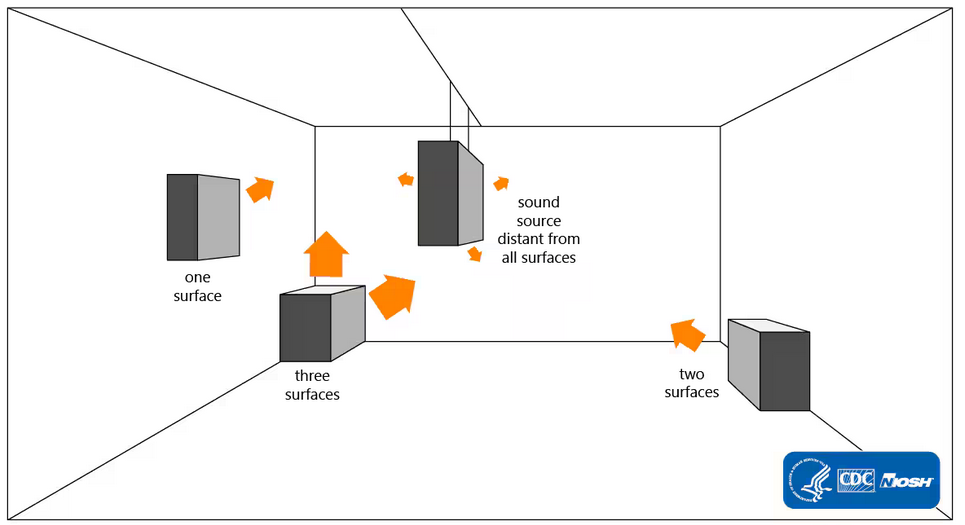 sound
source
distant from
all surfaces
one
surface
three
surfaces
two
surfaces
CDC
NIOSH